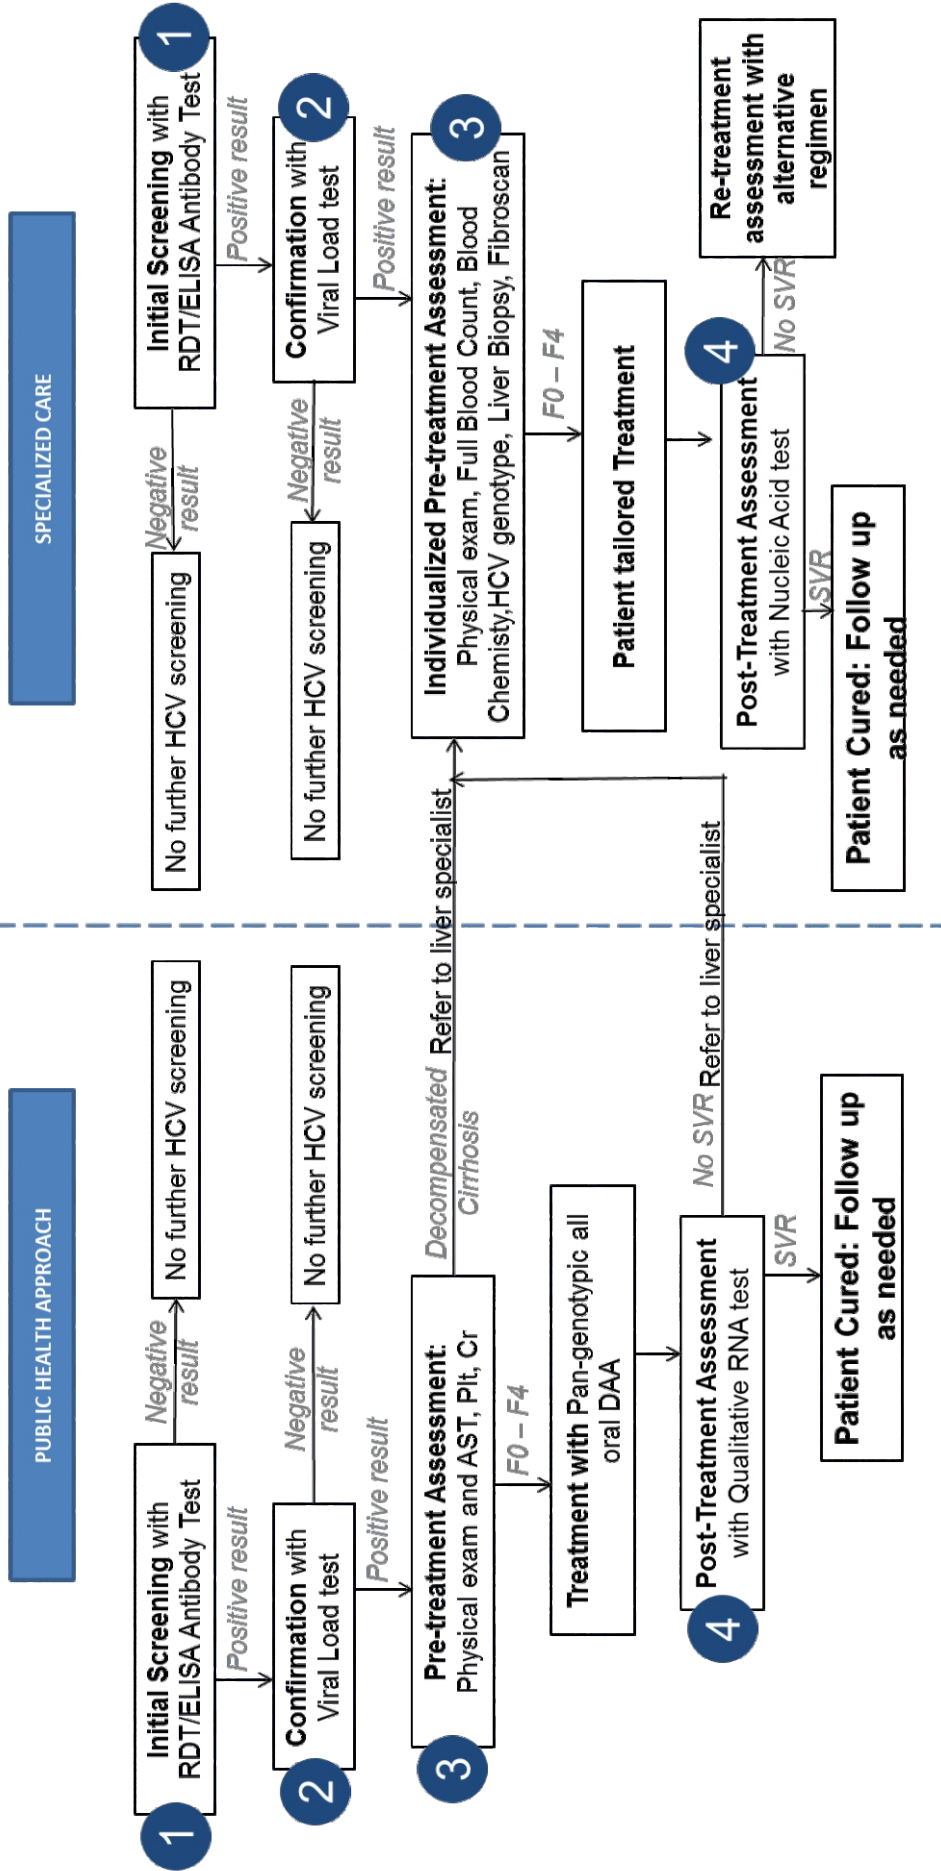 PUBLIC HEALTH APPROACH
1
Initial Screening with
RDT/ELISA Antibody Test
Negative
result
No further HCV screening
Positive result
2
Confirmation with
Viral Load test
Negative
result
No further HCV screening
Positive result
3
Pre-treatment Assessment:
Physical exam and AST, Plt, Cr
Decompensated
Cirrhosis
Refer to liver specialist
F0 – F4
Treatment with Pan-genotypic all
oral DAA
4
Post-Treatment Assessment
with Qualitative RNA test
No SVR
Refer to liver specialist
SVR
Patient Cured: Follow up
as needed
SPECIALIZED CARE
1
Initial Screening with
RDT/ELISA Antibody Test
Negative
result
No further HCV screening
Positive result
2
Confirmation with
Viral Load test
Negative
result
No further HCV screening
Positive result
3
Individualized Pre-treatment Assessment:
Physical exam, Full Blood Count, Blood
Chemisty,HCV genotype, Liver Biopsy, Fibroscan
F0 – F4
Patient tailored Treatment
4
Post-Treatment Assessment
with Nucleic Acid test
No SVR
Re-treatment
assessment with
alternative
regimen
SVR
Patient Cured: Follow up
as needed